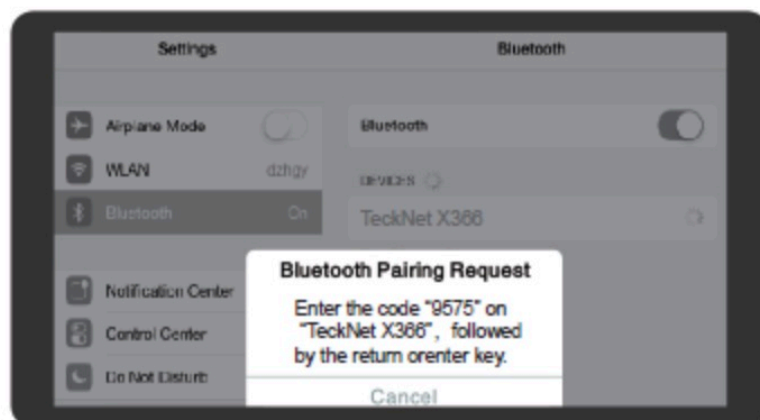 Settings
Bluetooth
Airplane Mode
WLAN dzhgy
Bluetooth On
Notification Center
Control Center
Do Not Disturb
Bluetooth
DEVICES
TeckNet X366
Bluetooth Pairing Request
Enter the code "9575" on
"TeckNet X366", followed
by the return orenter key.
Cancel